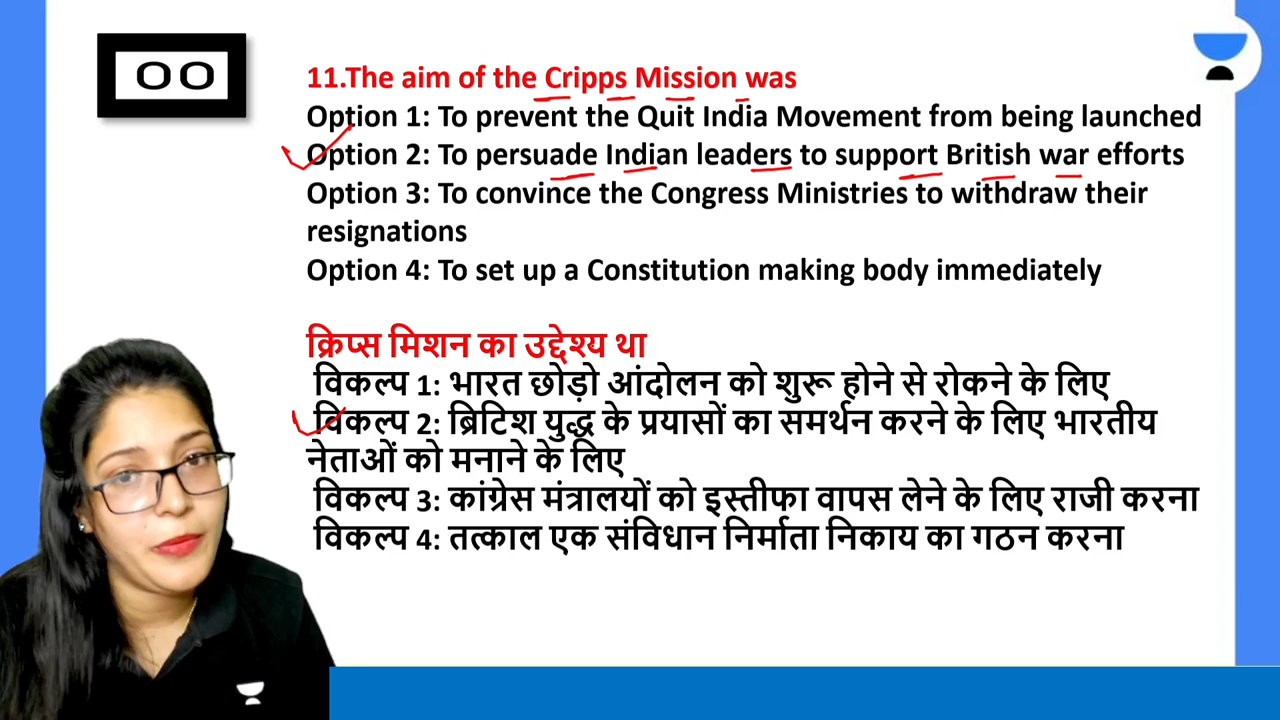 00
11.The aim of the Cripps Mission was
Option 1: To prevent the Quit India Movement from being launched
Option 2: To persuade Indian leaders to support British war efforts
Option 3: To convince the Congress Ministries to withdraw their
resignations
Option 4: To set up a Constitution making body immediately
क्रिप्स मिशन का उद्देश्य था
विकल्प 1: भारत छोड़ो आंदोलन को शुरू होने से रोकने के लिए
विकल्प 2: ब्रिटिश युद्ध के प्रयासों का समर्थन करने के लिए भारतीय
नेताओं को मनाने के लिए
विकल्प 3: कांग्रेस मंत्रालयों को इस्तीफा वापस लेने के लिए राजी करना
विकल्प 4: तत्काल एक संविधान निर्माता निकाय का गठन करना